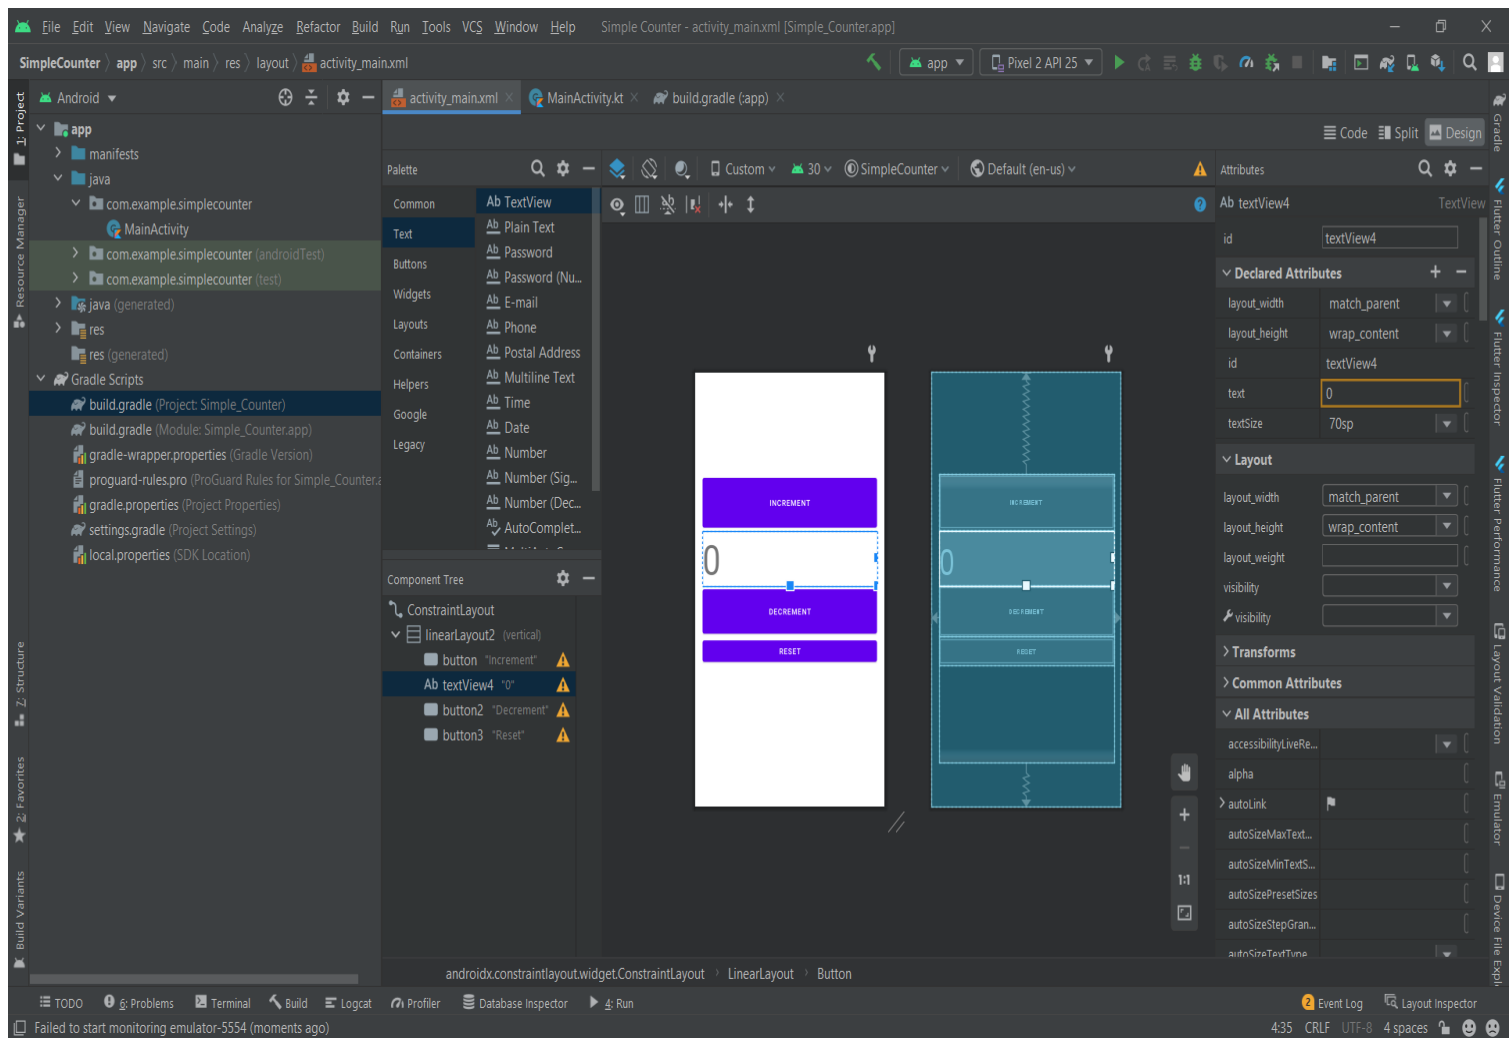 File Edit View Navigate Code Analyze Refactor Build Run Tools VCS Window Help Simple Counter - activity_main.xml [Simple_Counter.app]
SimpleCounter app src main res layout activity_main.xml
app Pixel 2 API 25
1: Project
Resource Manager
Z: Structure
2: Favorites
Build Variants
Android
app
manifests
java
com.example.simplecounter
MainActivity
com.example.simplecounter (androidTest)
com.example.simplecounter (test)
java (generated)
res
res (generated)
Gradle Scripts
build.gradle (Project: Simple_Counter)
build.gradle (Module: Simple_Counter.app)
gradle-wrapper.properties (Gradle Version)
proguard-rules.pro (ProGuard Rules for Simple_Counter.a
gradle.properties (Project Properties)
settings.gradle (Project Settings)
local.properties (SDK Location)
activity_main.xml MainActivity.kt build.gradle (:app)
Code Split Design
Palette
Common
Text
Buttons
Widgets
Layouts
Containers
Helpers
Google
Legacy
Ab TextView
Ab Plain Text
Ab Password
Ab Password (Nu...
Ab E-mail
Ab Phone
Ab Postal Address
Ab Multiline Text
Ab Time
Ab Date
Ab Number
Ab Number (Sig...
Ab Number (Dec...
Ab AutoComplet...
Component Tree
ConstraintLayout
linearLayout2 (vertical)
button "Increment"
Ab textView4 "0"
button2 "Decrement"
button3 "Reset"
Custom 30 SimpleCounter Default (en-us)
INCREMENT
0
DECREMENT
RESET
INCREMENT
0
DECREMENT
RESET
1:1
androidx.constraintlayout.widget.ConstraintLayout LinearLayout Button
Attributes
Ab textView4 TextView
id textView4
Declared Attributes
layout_width match_parent
layout_height wrap_content
id textView4
text 0
textSize 70sp
Layout
layout_width match_parent
layout_height wrap_content
layout_weight
visibility
visibility
Transforms
Common Attributes
All Attributes
accessibilityLiveRe...
alpha
autoLink
autoSizeMaxText...
autoSizeMinTextS...
autoSizePresetSizes
autoSizeStepGran...
autoSizeTextType
Gradle
Flutter Outline
Flutter Inspector
Flutter Performance
Layout Validation
Emulator
Device File Expl
TODO 6: Problems Terminal Build Logcat Profiler Database Inspector 4: Run
2 Event Log Layout Inspector
Failed to start monitoring emulator-5554 (moments ago)
4:35 CRLF UTF-8 4 spaces